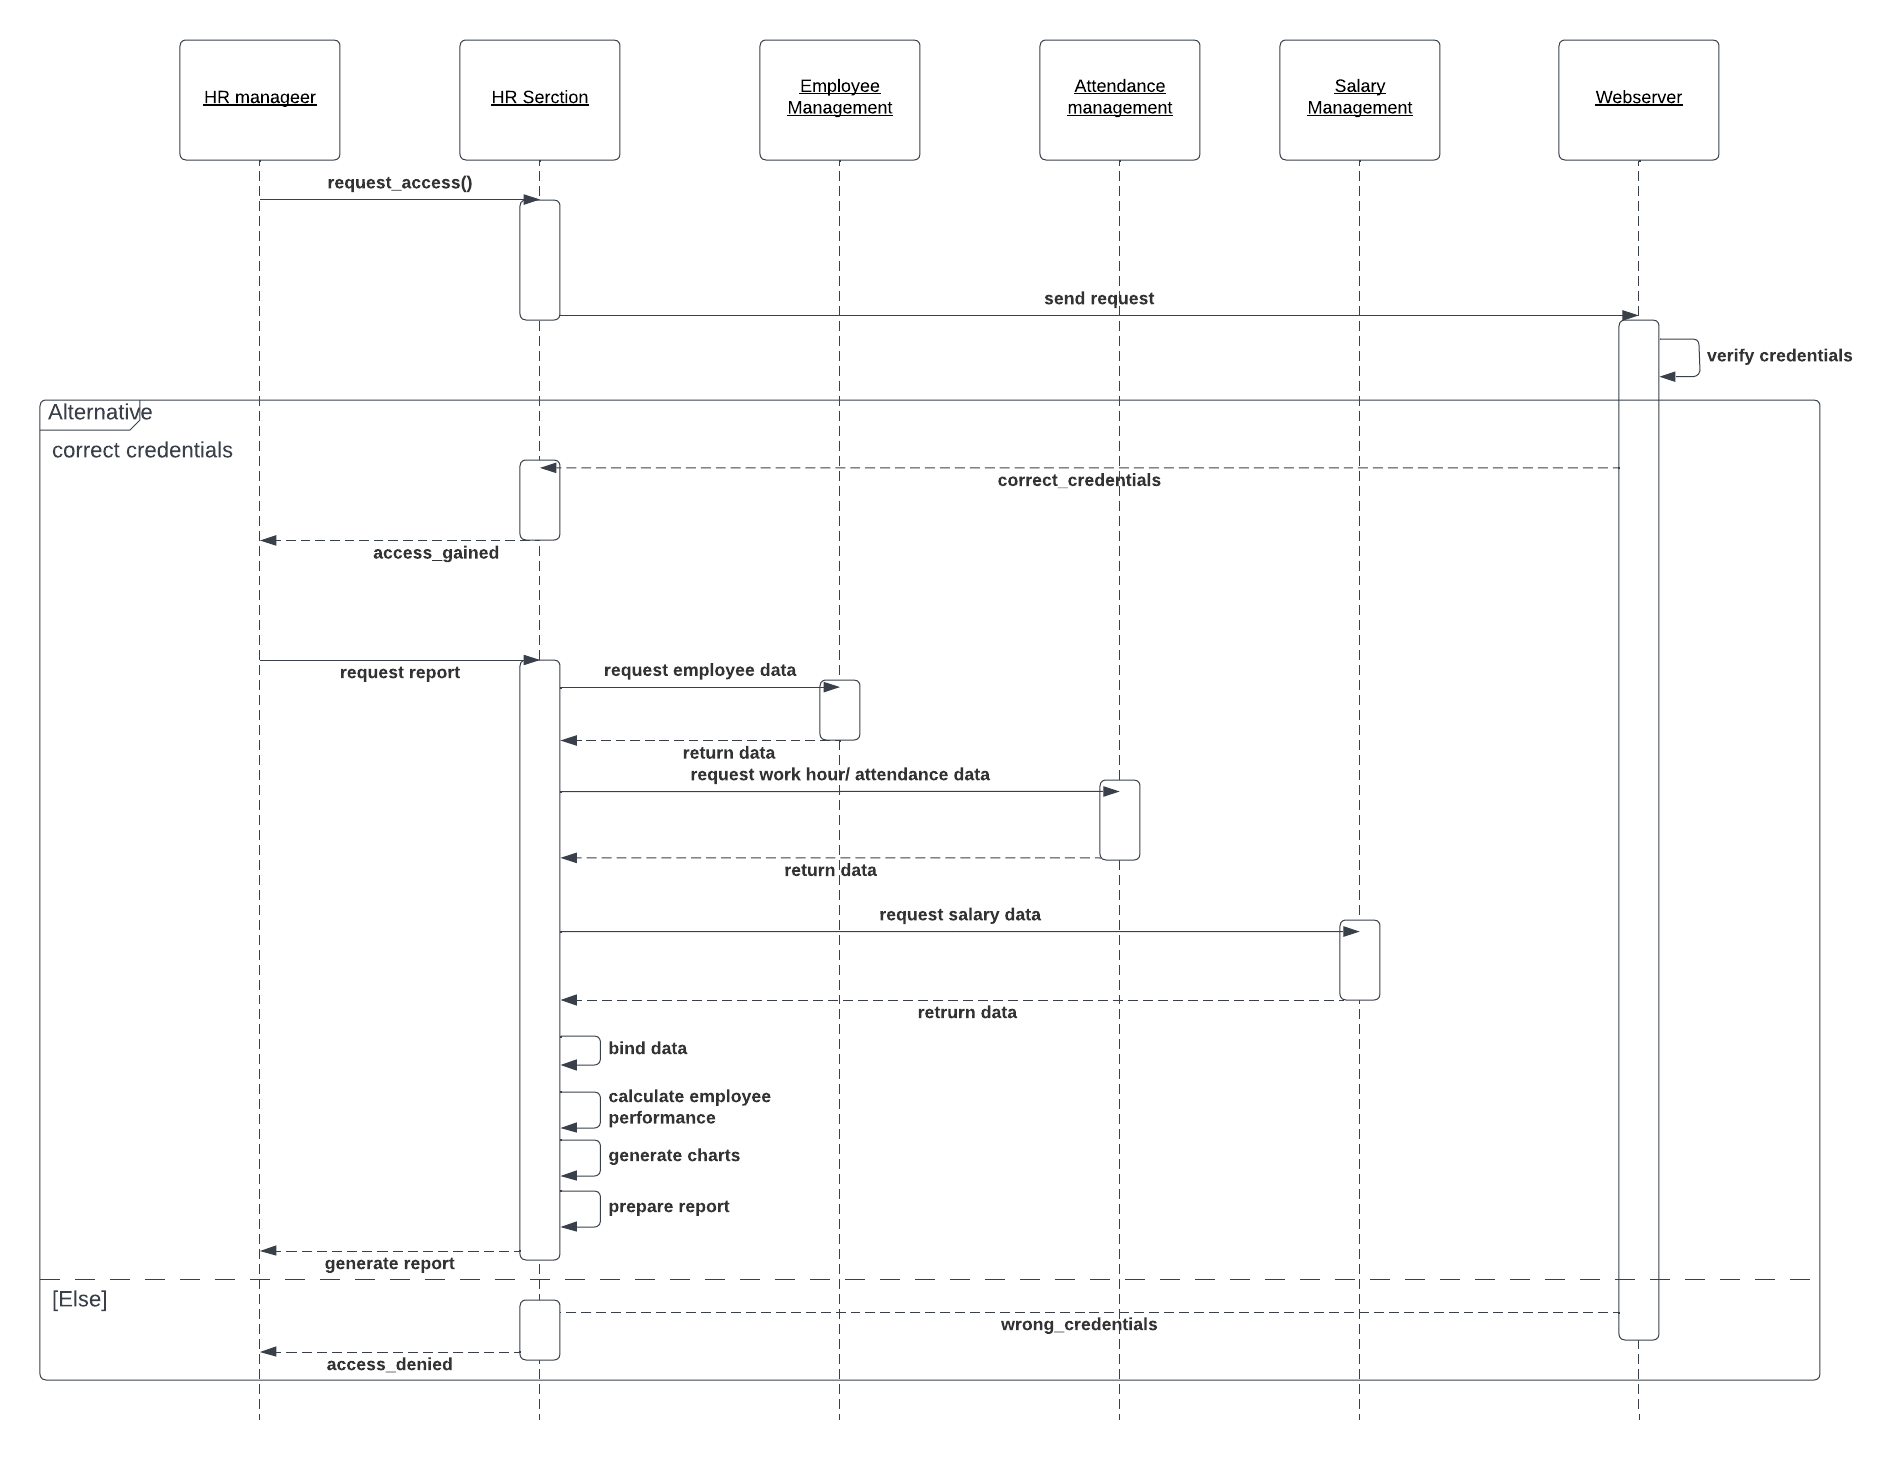 HR manageer
HR Serction
Employee
Management
Attendance
management
Salary
Management
Webserver
request_access()
send request
verify credentials
Alternative
correct credentials
correct_credentials
access_gained
request report
request employee data
return data
request work hour/ attendance data
return data
request salary data
retrurn data
bind data
calculate employee
performance
generate charts
prepare report
generate report
[Else]
wrong_credentials
access_denied